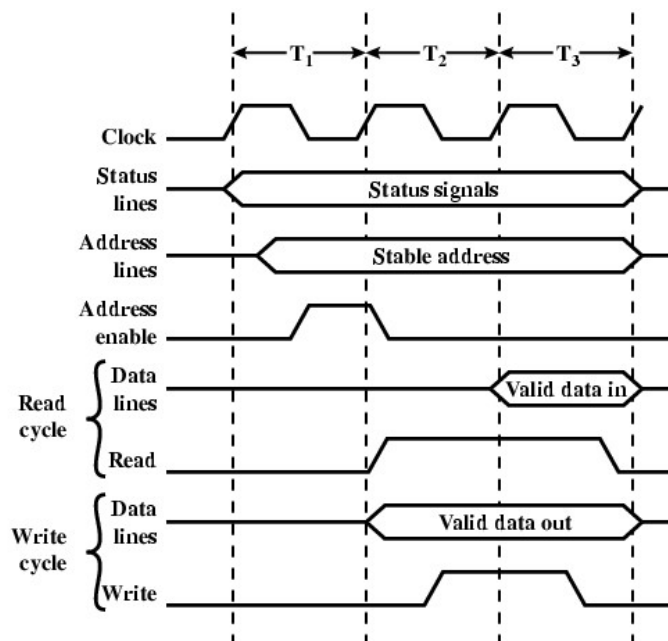 T1 T2 T3
Clock
Status
lines
Status signals
Address
lines
Stable address
Address
enable
Read
cycle
Data
lines
Valid data in
Read
Write
cycle
Data
lines
Valid data out
Write